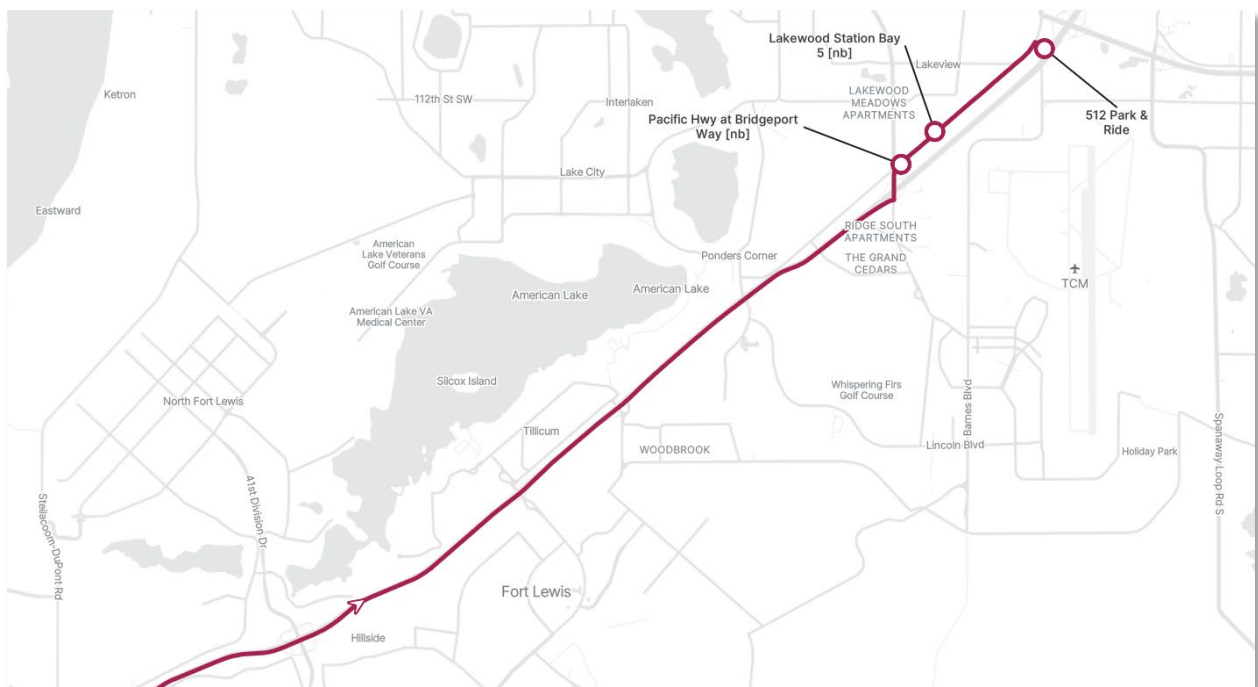 Lakewood Station Bay
5 [nb]
Lakeview
Ketron
112th St SW
Interlaken
LAKEWOOD
MEADOWS
APARTMENTS
Pacific Hwy at Bridgeport
Way [nb]
512 Park &
Ride
Lake City
Eastward
RIDGE SOUTH
APARTMENTS
American
Lake Veterans
Golf Course
Ponders Corner
THE GRAND
CEDARS
TCM
American Lake
American Lake
American Lake VA
Medical Center
Silcox Island
Whispering Firs
Golf Course
Barnes Blvd
North Fort Lewis
Tillicum
Lincoln Blvd
WOODBROOK
Holiday Park
Spanaway Loop Rd S
41st Division Dr
Steilacoom-DuPont Rd
Fort Lewis
Hillside